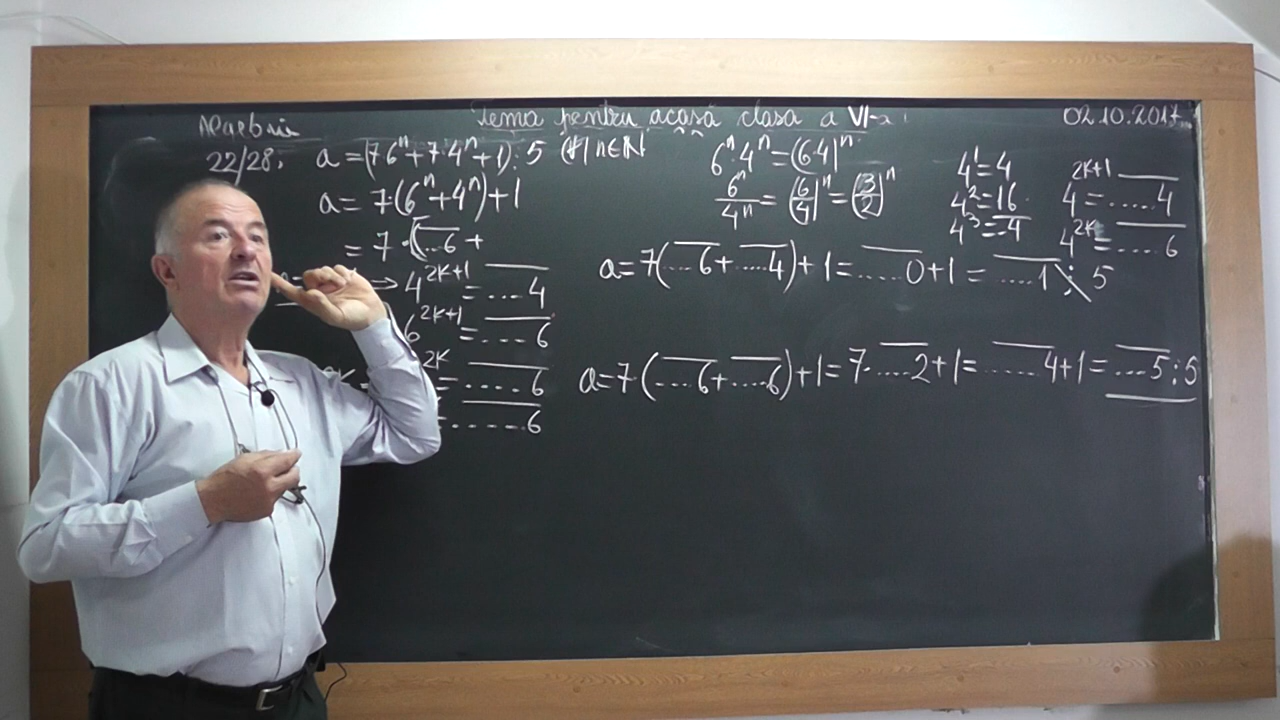 Algebră
Tema pentru acasă clasa a VI-a
02.10.2017
22/28: a = (7·6ⁿ + 7·4ⁿ + 1) ⋮ 5 (∀) n ∈ ℕ
a = 7(6ⁿ + 4ⁿ) + 1
= 7·(...6 +
⇒ 4²ᴷ⁺¹ = ....4
6²ᴷ⁺¹ = ....6
2K = .....6
= .....6
6ⁿ·4ⁿ = (6·4)ⁿ
6ⁿ/4ⁿ = (6/4)ⁿ = (3/2)ⁿ
4¹ = 4
4² = 16
4³ = ..4
4²ᴷ⁺¹ = .....4
4²ᴷ = .....6
a = 7(....6 + .....4) + 1 = .....0 + 1 = .....1 ⋮̸ 5
a = 7(....6 + ....6) + 1 = 7·....2 + 1 = ......4 + 1 = ...5 ⋮ 5